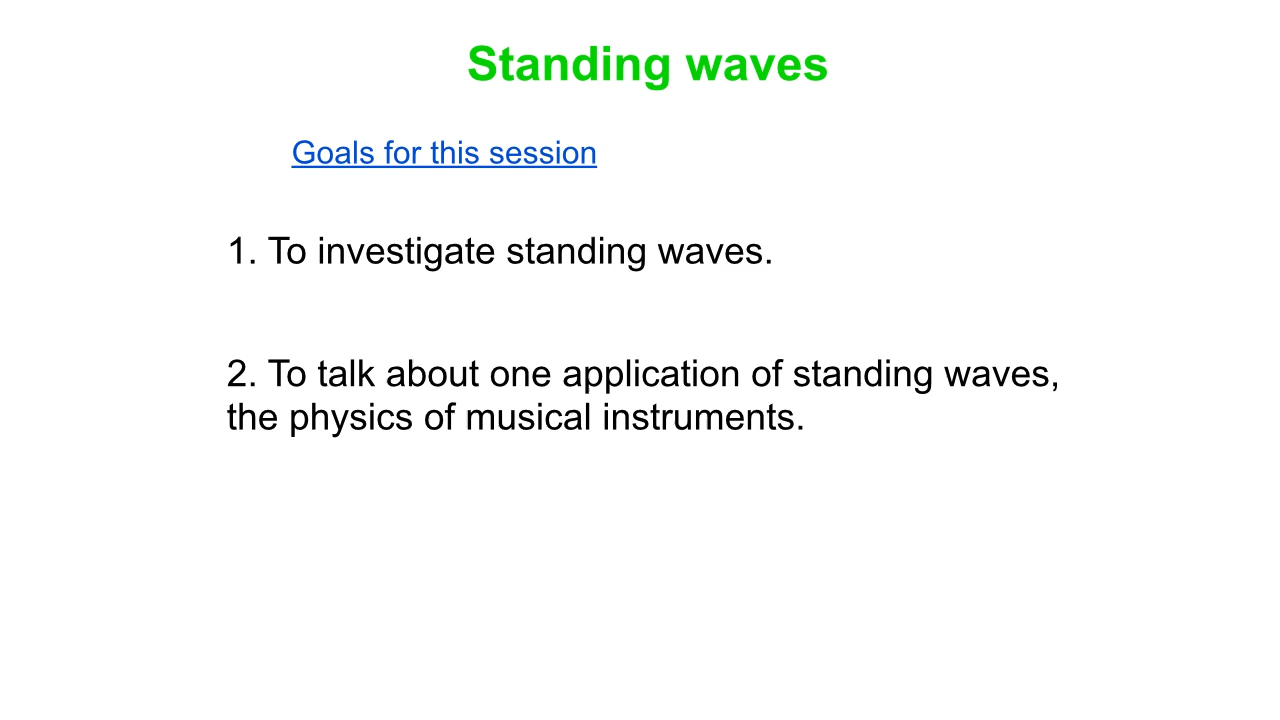 Standing waves
Goals for this session
1. To investigate standing waves.
2. To talk about one application of standing waves,
the physics of musical instruments.